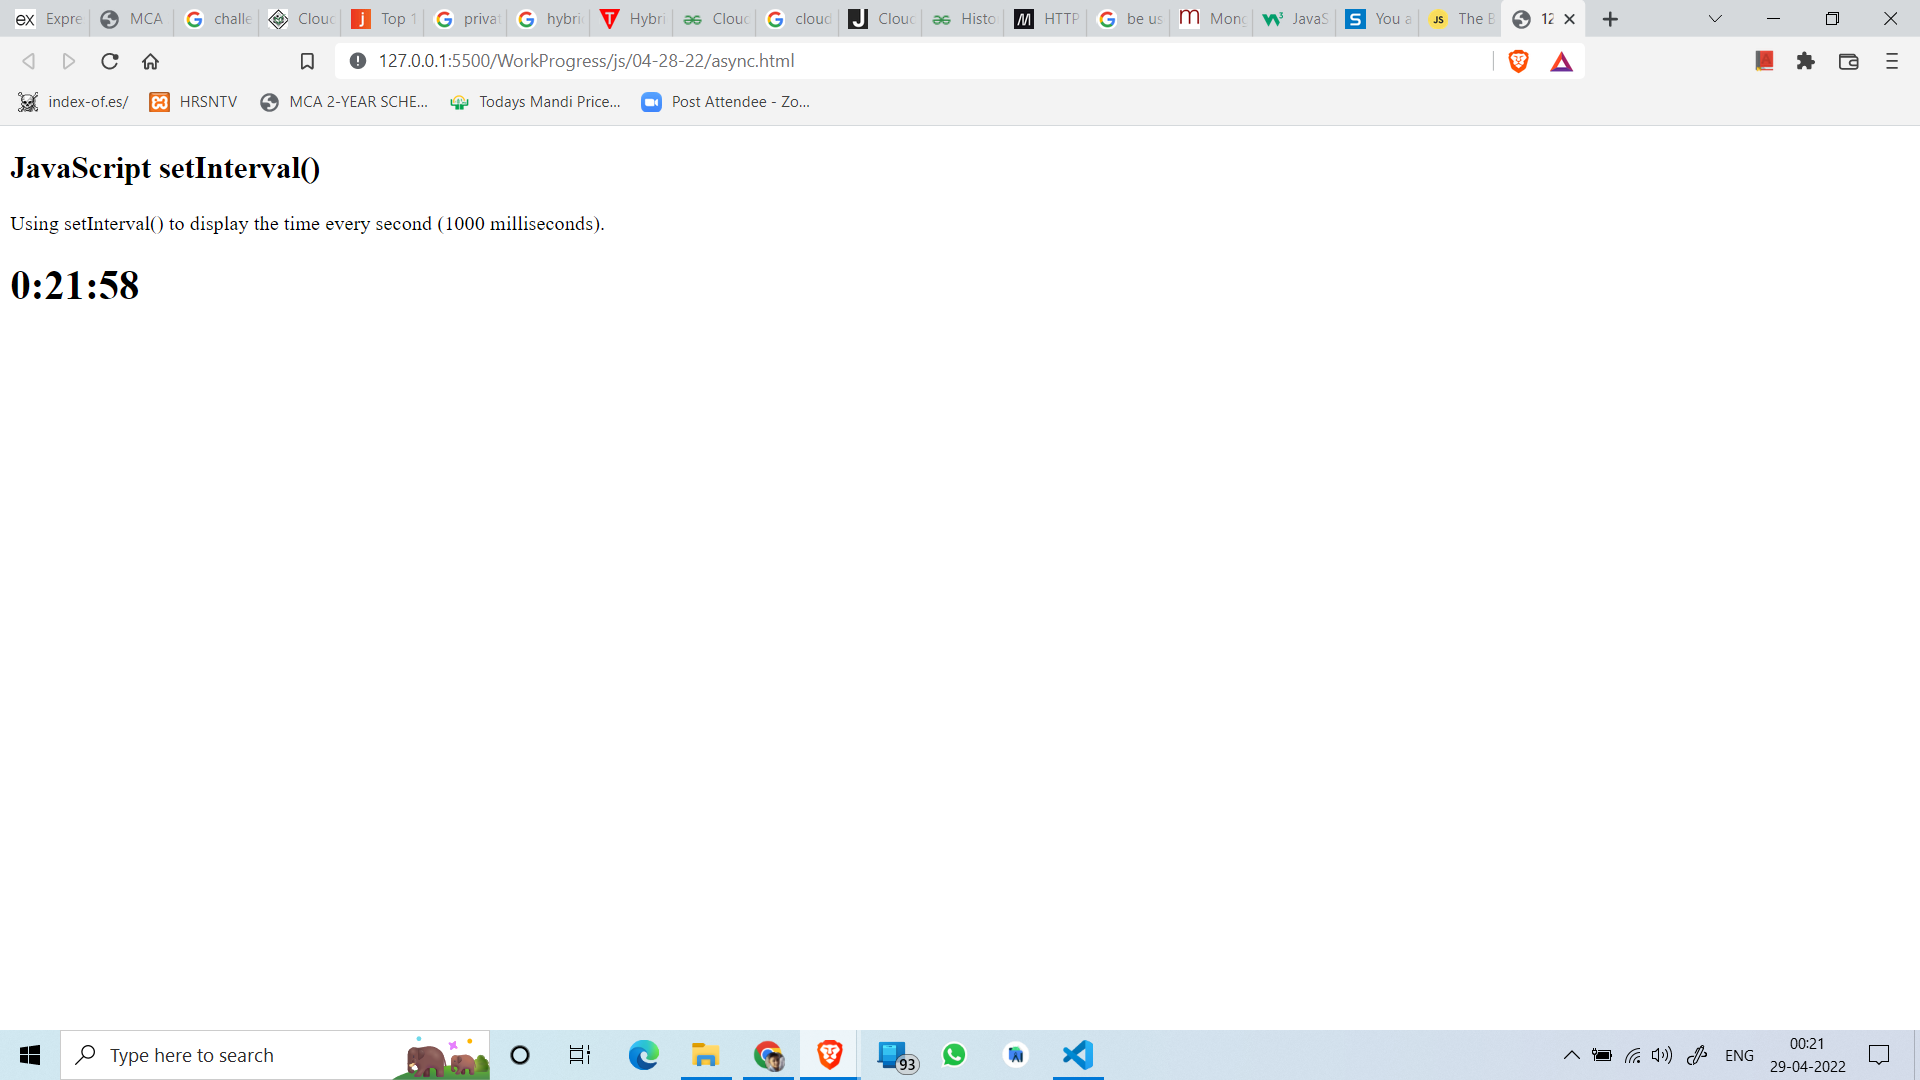 ex Expre MCA challe Clouc Top 1 privat hybri Hybri Clouc cloud J Clouc Histo M HTTP be us m Mong JavaS S You a JS The B 12
127.0.0.1:5500/WorkProgress/js/04-28-22/async.html
index-of.es/ HRSNTV MCA 2-YEAR SCHE... Todays Mandi Price... Post Attendee - Zo...
JavaScript setInterval()
Using setInterval() to display the time every second (1000 milliseconds).
0:21:58
Type here to search
93
ENG
00:21
29-04-2022